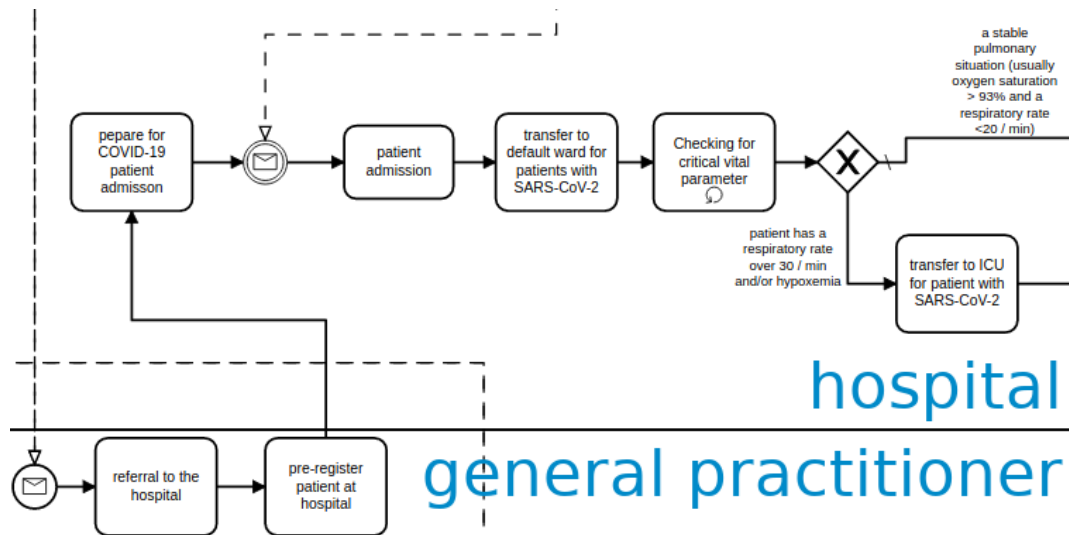 a stable
pulmonary
situation (usually
oxygen saturation
> 93% and a
respiratory rate
<20 / min)
pepare for
COVID-19
patient
admisson
patient
admission
transfer to
default ward for
patients with
SARS-CoV-2
Checking for
critical vital
parameter
X
patient has a
respiratory rate
over 30 / min
and/or hypoxemia
transfer to ICU
for patient with
SARS-CoV-2
hospital
referral to the
hospital
pre-register
patient at
hospital
general practitioner